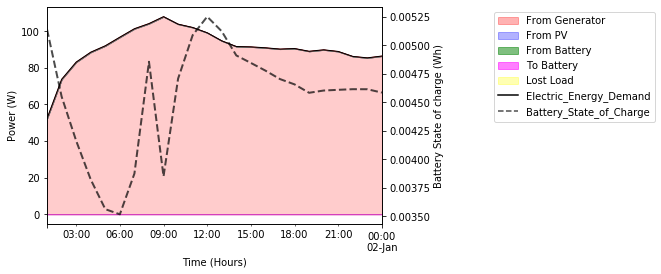 Power (W)
100
80
60
40
20
0
03:00
06:00
09:00
12:00
15:00
18:00
21:00
00:00
02-Jan
Time (Hours)
0.00525
0.00500
0.00475
0.00450
0.00425
0.00400
0.00375
0.00350
Battery State of charge (Wh)
From Generator
From PV
From Battery
To Battery
Lost Load
Electric_Energy_Demand
Battery_State_of_Charge